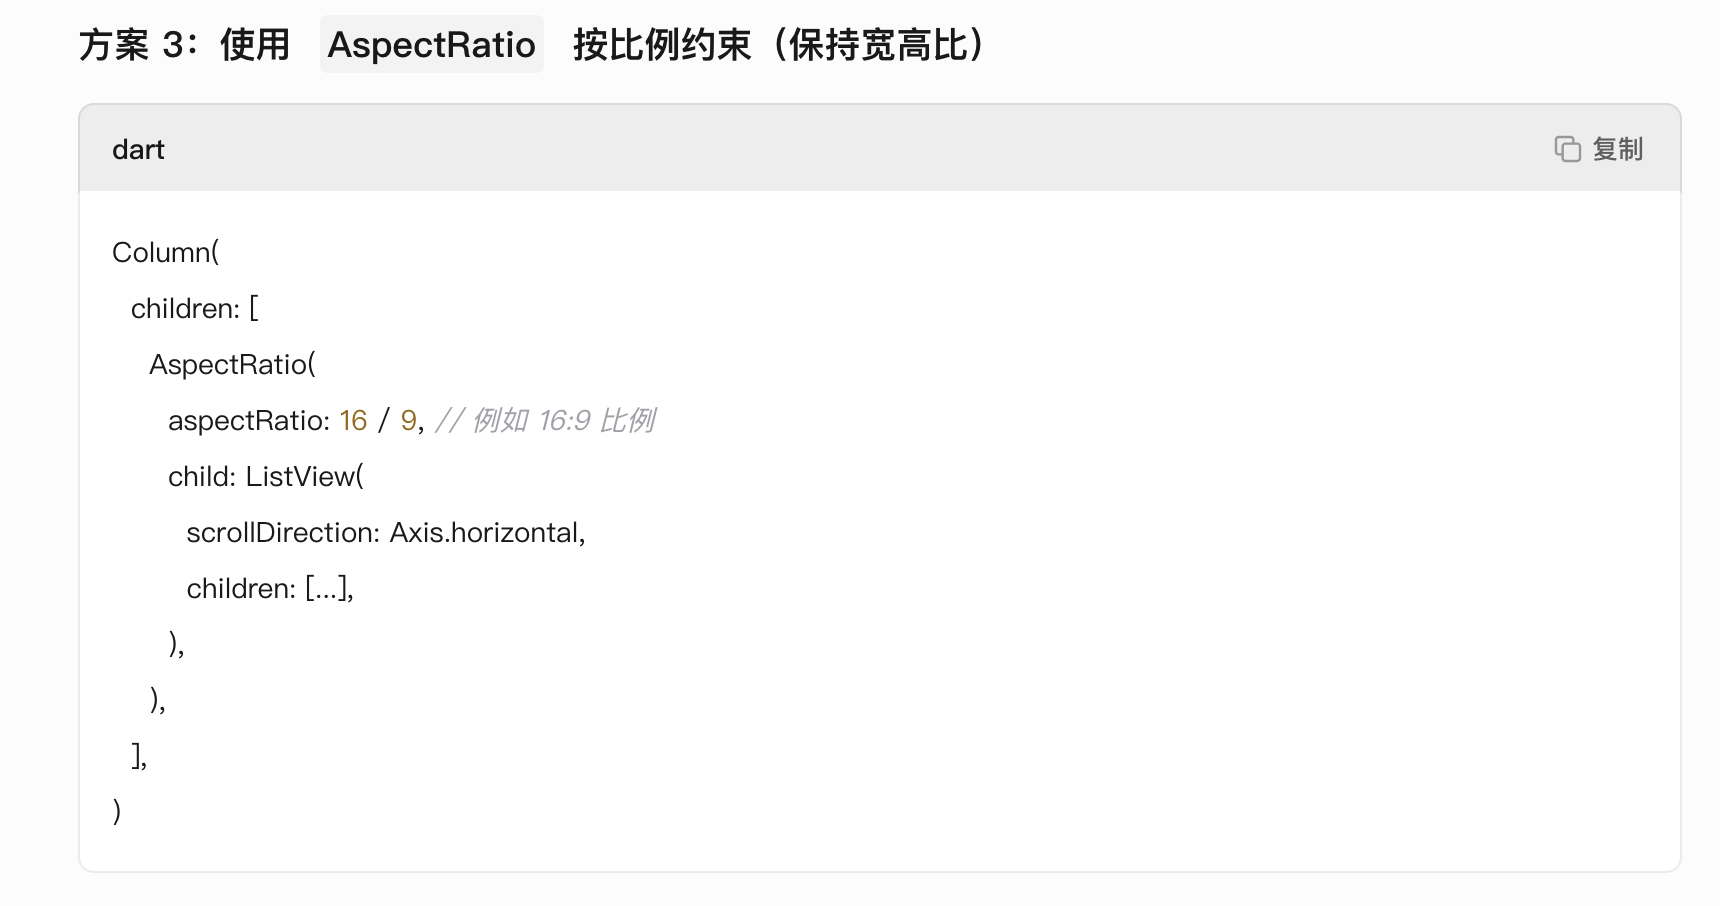 方案 3：使用 AspectRatio 按比例约束（保持宽高比）
dart
复制
Column(
  children: [
    AspectRatio(
      aspectRatio: 16 / 9, // 例如 16:9 比例
      child: ListView(
        scrollDirection: Axis.horizontal,
        children: [...],
      ),
    ),
  ],
)